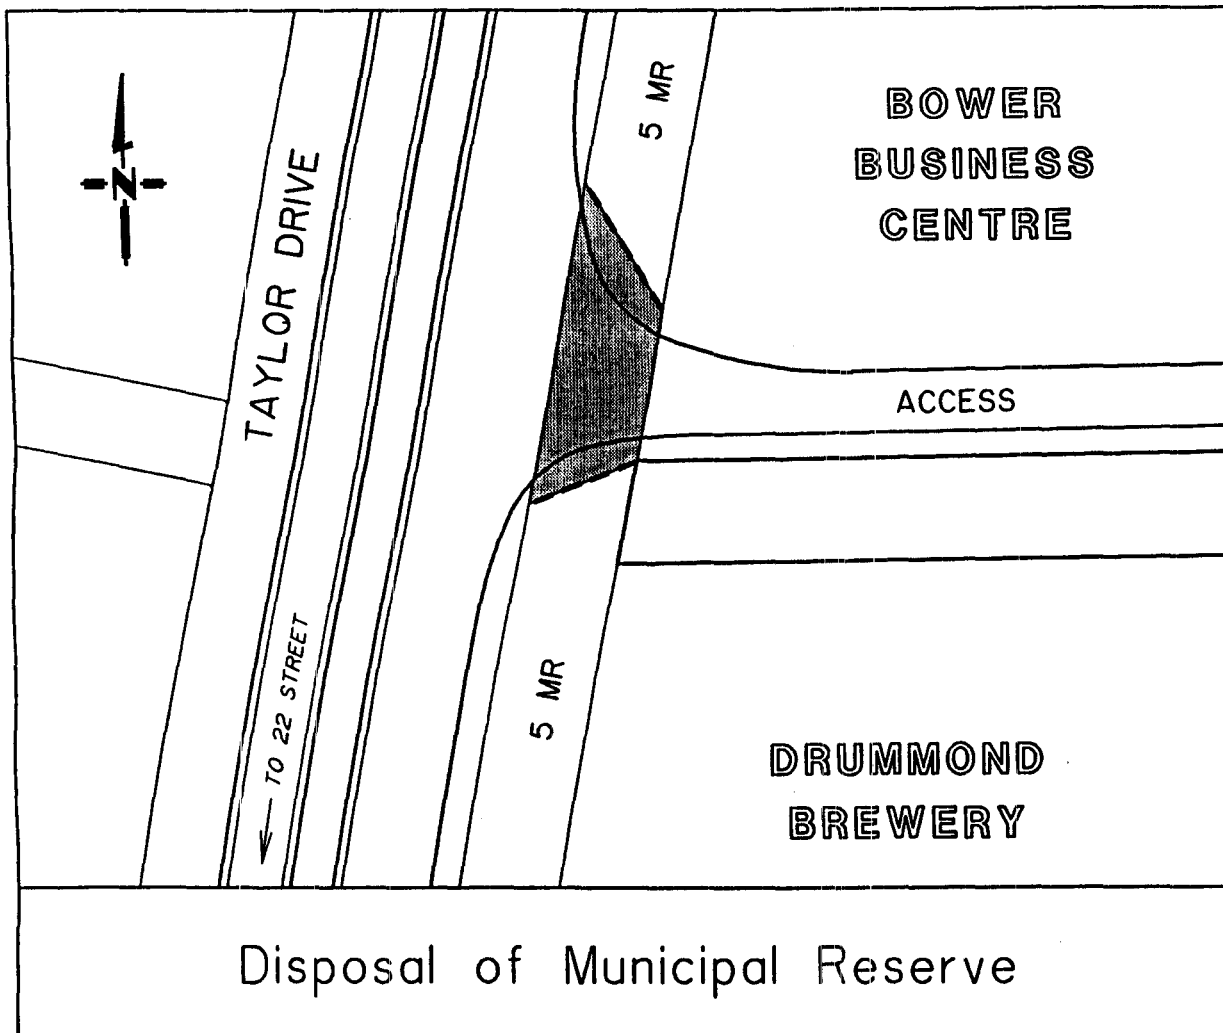 5 MR
BOWER
BUSINESS
CENTRE
N
TAYLOR DRIVE
ACCESS
TO 22 STREET
5 MR
DRUMMOND
BREWERY
Disposal of Municipal Reserve